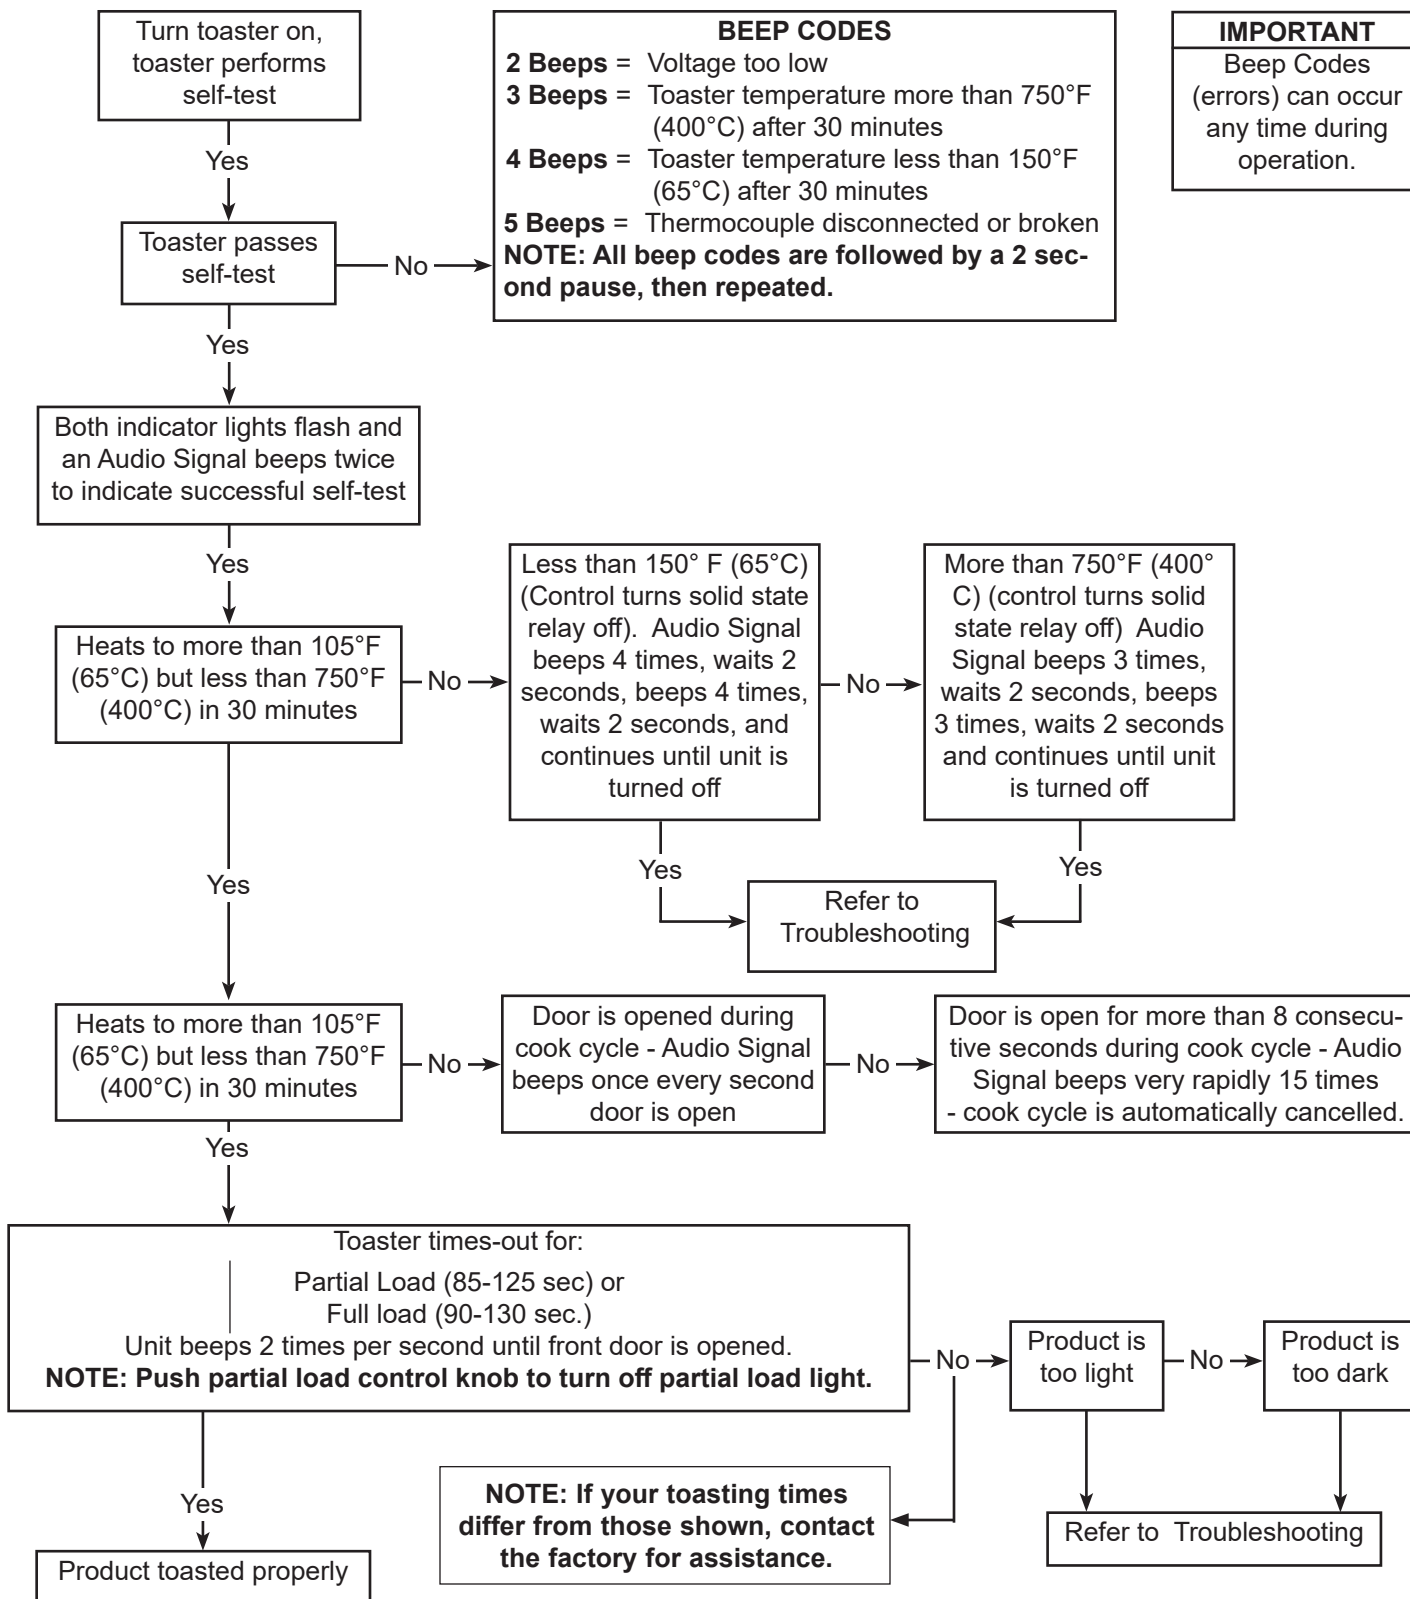 Turn toaster on,
toaster performs
self-test
BEEP CODES
2 Beeps = Voltage too low
3 Beeps = Toaster temperature more than 750°F
(400°C) after 30 minutes
4 Beeps = Toaster temperature less than 150°F
(65°C) after 30 minutes
5 Beeps = Thermocouple disconnected or broken
NOTE: All beep codes are followed by a 2 sec-
ond pause, then repeated.
IMPORTANT
Beep Codes
(errors) can occur
any time during
operation.
Yes
Toaster passes
self-test
No
Yes
Both indicator lights flash and
an Audio Signal beeps twice
to indicate successful self-test
Yes
Heats to more than 105°F
(65°C) but less than 750°F
(400°C) in 30 minutes
No
Less than 150° F (65°C)
(Control turns solid state
relay off). Audio Signal
beeps 4 times, waits 2
seconds, beeps 4 times,
waits 2 seconds, and
continues until unit is
turned off
No
More than 750°F (400°
C) (control turns solid
state relay off) Audio
Signal beeps 3 times,
waits 2 seconds, beeps
3 times, waits 2 seconds
and continues until unit
is turned off
Yes
Yes
Yes
Refer to
Troubleshooting
Heats to more than 105°F
(65°C) but less than 750°F
(400°C) in 30 minutes
No
Door is opened during
cook cycle - Audio Signal
beeps once every second
door is open
No
Door is open for more than 8 consecu-
tive seconds during cook cycle - Audio
Signal beeps very rapidly 15 times
- cook cycle is automatically cancelled.
Yes
Toaster times-out for:
Partial Load (85-125 sec) or
Full load (90-130 sec.)
Unit beeps 2 times per second until front door is opened.
NOTE: Push partial load control knob to turn off partial load light.
No
Product is
too light
No
Product is
too dark
Yes
NOTE: If your toasting times
differ from those shown, contact
the factory for assistance.
Refer to Troubleshooting
Product toasted properly